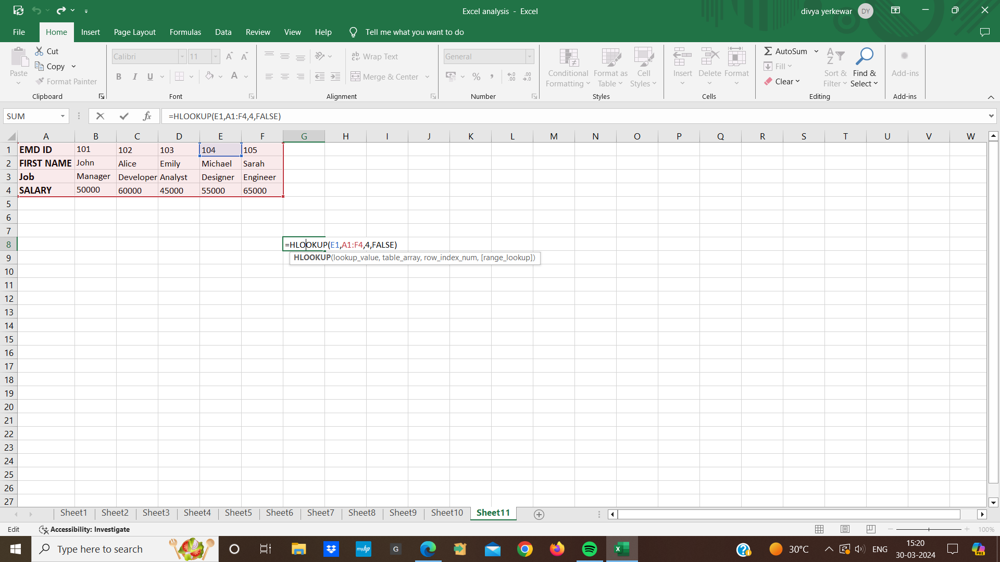 Excel analysis - Excel
divya yerkewar DY
File Home Insert Page Layout Formulas Data Review View Help Tell me what you want to do
Paste
Cut
Copy
Format Painter
Clipboard
Calibri 11
B I U
Font
Wrap Text
Merge & Center
Alignment
General
Number
Conditional Formatting
Format as Table
Cell Styles
Styles
Insert Delete Format
Cells
AutoSum
Fill
Clear
Sort & Filter
Find & Select
Editing
Add-ins
Add-ins
SUM fx =HLOOKUP(E1,A1:F4,4,FALSE)
A B C D E F G H I J K L M N O P Q R S T U V W
1 EMD ID 101 102 103 104 105
2 FIRST NAME John Alice Emily Michael Sarah
3 Job Manager Developer Analyst Designer Engineer
4 SALARY 50000 60000 45000 55000 65000
5
6
7
8 =HLOOKUP(E1,A1:F4,4,FALSE)
9 HLOOKUP(lookup_value, table_array, row_index_num, [range_lookup])
10
11
12
13
14
15
16
17
18
19
20
21
22
23
24
25
26
27
Sheet1 Sheet2 Sheet3 Sheet4 Sheet5 Sheet6 Sheet7 Sheet8 Sheet9 Sheet10 Sheet11
Edit Accessibility: Investigate 100%
Type here to search myhp G 30°C ENG 15:20
30-03-2024 PRE